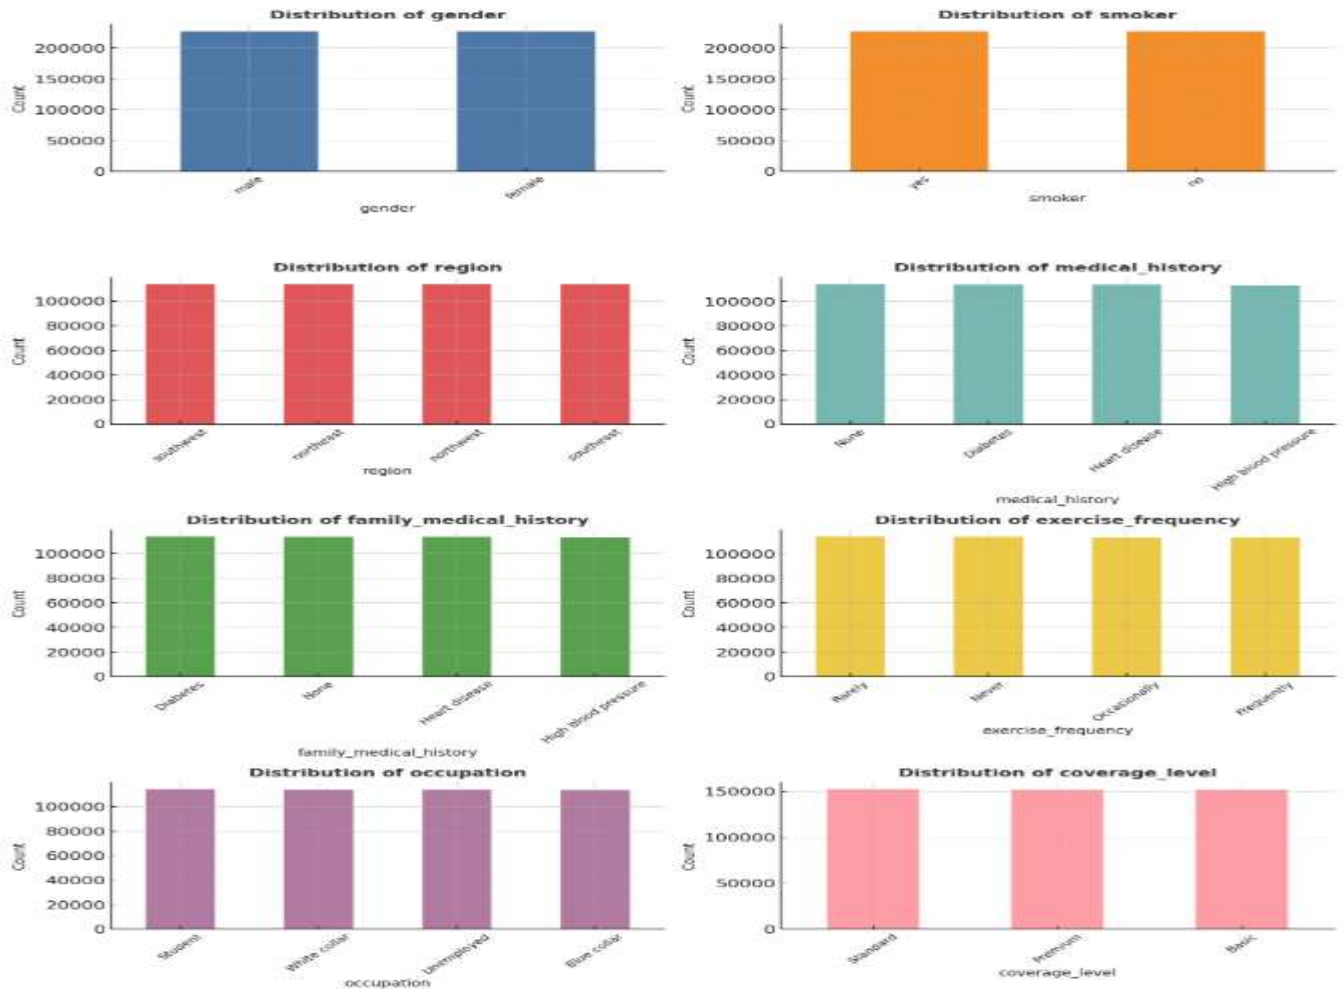 Distribution of gender
200000
150000
100000
50000
0
Count
male
female
gender
Distribution of smoker
200000
150000
100000
50000
0
Count
yes
no
smoker
Distribution of region
100000
80000
60000
40000
20000
0
Count
southwest
northeast
northwest
southeast
region
Distribution of medical_history
100000
80000
60000
40000
20000
0
Count
None
Diabetes
Heart disease
High blood pressure
medical_history
Distribution of family_medical_history
100000
80000
60000
40000
20000
0
Count
Diabetes
None
Heart disease
High blood pressure
family_medical_history
Distribution of exercise_frequency
100000
80000
60000
40000
20000
0
Count
Rarely
Never
Occasionally
Frequently
exercise_frequency
Distribution of occupation
100000
80000
60000
40000
20000
0
Count
Student
White collar
Unemployed
Blue collar
occupation
Distribution of coverage_level
150000
100000
50000
0
Count
Standard
Premium
Basic
coverage_level